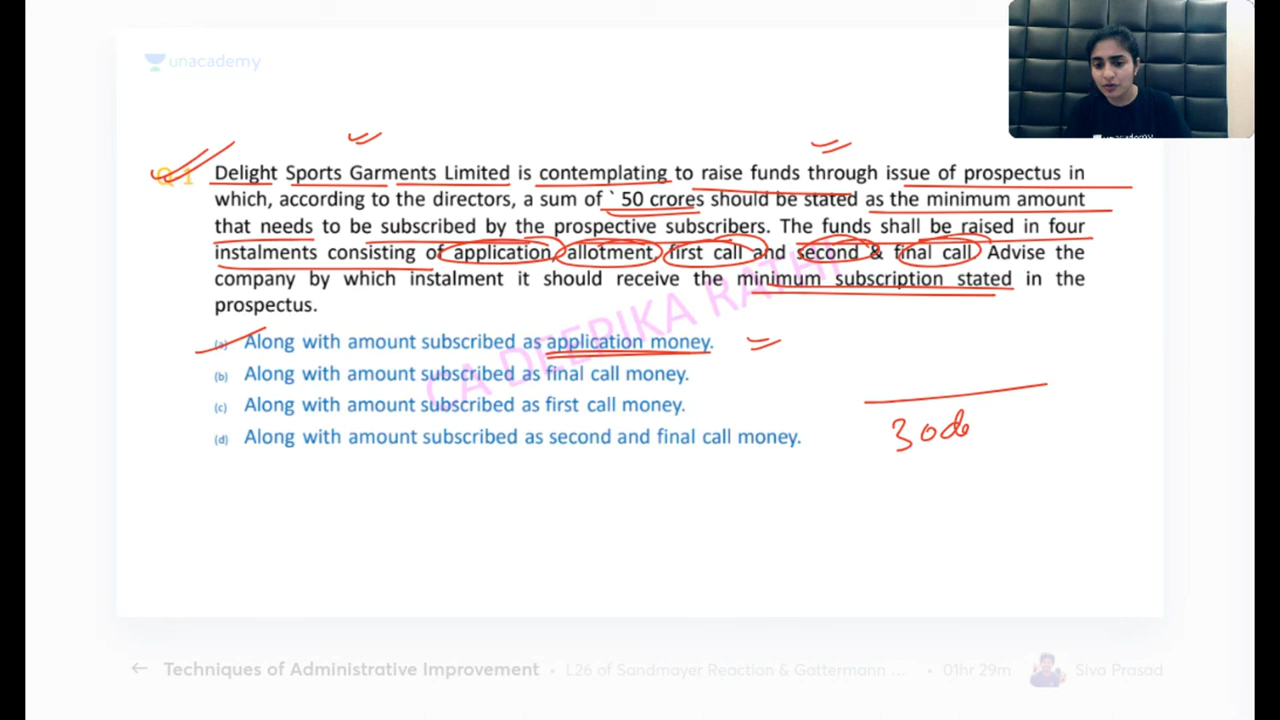 unacademy
Q 1 Delight Sports Garments Limited is contemplating to raise funds through issue of prospectus in
which, according to the directors, a sum of ` 50 crores should be stated as the minimum amount
that needs to be subscribed by the prospective subscribers. The funds shall be raised in four
instalments consisting of application, allotment, first call and second & final call Advise the
company by which instalment it should receive the minimum subscription stated in the
prospectus.
(a) Along with amount subscribed as application money.
(b) Along with amount subscribed as final call money.
(c) Along with amount subscribed as first call money.
(d) Along with amount subscribed as second and final call money.
CA DEEPIKA RATHI
← Techniques of Administrative Improvement • L26 of Sandmayer Reaction & Gattermann ... • 01hr 29m Siva Prasad